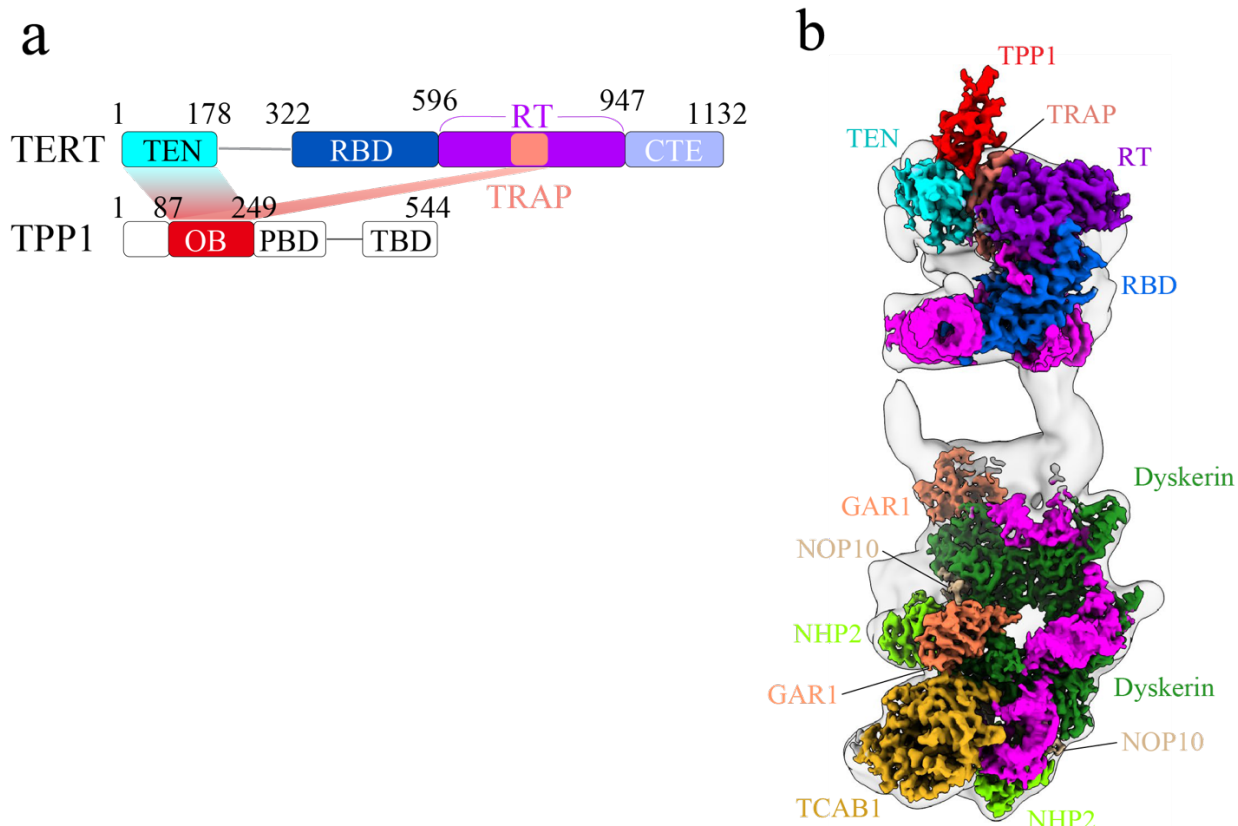 a
1 178 322 596 RT 947 1132
TERT TEN RBD CTE
TRAP
1 87 249 544
TPP1 OB PBD TBD
b
TPP1
TRAP
TEN
RT
RBD
Dyskerin
GAR1
NOP10
NHP2
GAR1
Dyskerin
NOP10
TCAB1
NHP2